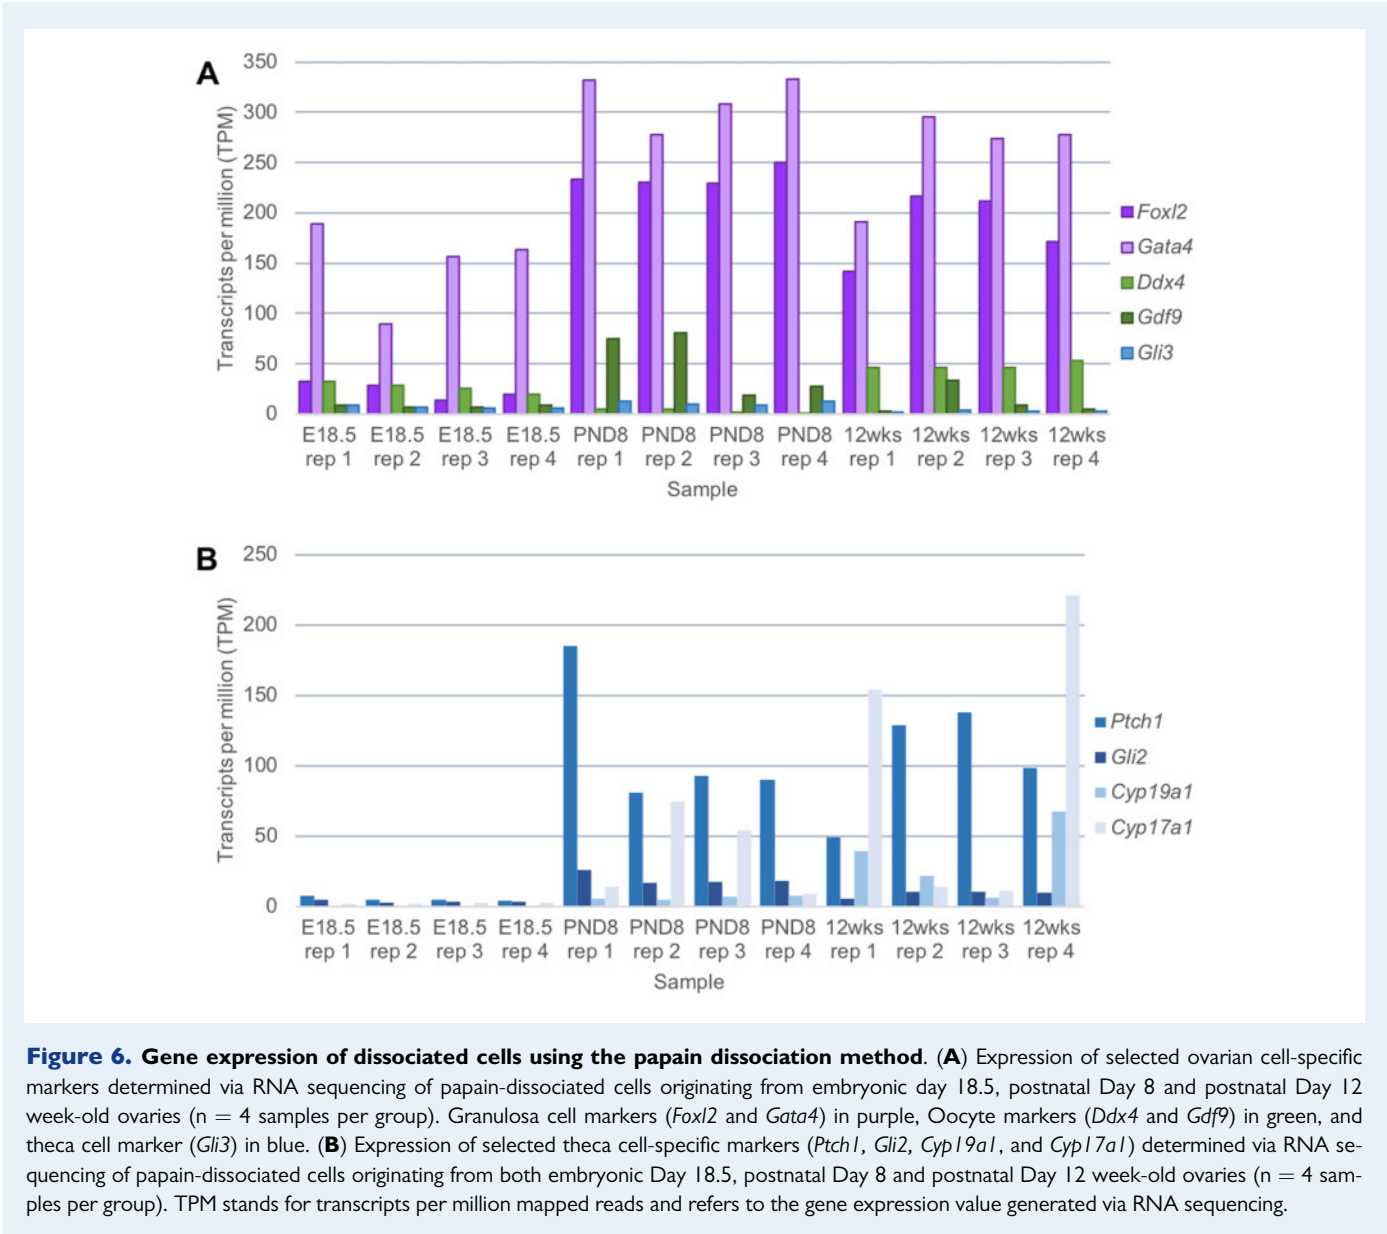 A
350
300
250
200
150
100
50
0
Transcripts per million (TPM)
E18.5 E18.5 E18.5 E18.5 PND8 PND8 PND8 PND8 12wks 12wks 12wks 12wks
rep 1 rep 2 rep 3 rep 4 rep 1 rep 2 rep 3 rep 4 rep 1 rep 2 rep 3 rep 4
Sample
Foxl2
Gata4
Ddx4
Gdf9
Gli3
B
250
200
150
100
50
0
Transcripts per million (TPM)
E18.5 E18.5 E18.5 E18.5 PND8 PND8 PND8 PND8 12wks 12wks 12wks 12wks
rep 1 rep 2 rep 3 rep 4 rep 1 rep 2 rep 3 rep 4 rep 1 rep 2 rep 3 rep 4
Sample
Ptch1
Gli2
Cyp19a1
Cyp17a1
Figure 6. Gene expression of dissociated cells using the papain dissociation method. (A) Expression of selected ovarian cell-specific
markers determined via RNA sequencing of papain-dissociated cells originating from embryonic day 18.5, postnatal Day 8 and postnatal Day 12
week-old ovaries (n = 4 samples per group). Granulosa cell markers (Foxl2 and Gata4) in purple, Oocyte markers (Ddx4 and Gdf9) in green, and
theca cell marker (Gli3) in blue. (B) Expression of selected theca cell-specific markers (Ptch1, Gli2, Cyp19a1, and Cyp17a1) determined via RNA se-
quencing of papain-dissociated cells originating from both embryonic Day 18.5, postnatal Day 8 and postnatal Day 12 week-old ovaries (n = 4 sam-
ples per group). TPM stands for transcripts per million mapped reads and refers to the gene expression value generated via RNA sequencing.